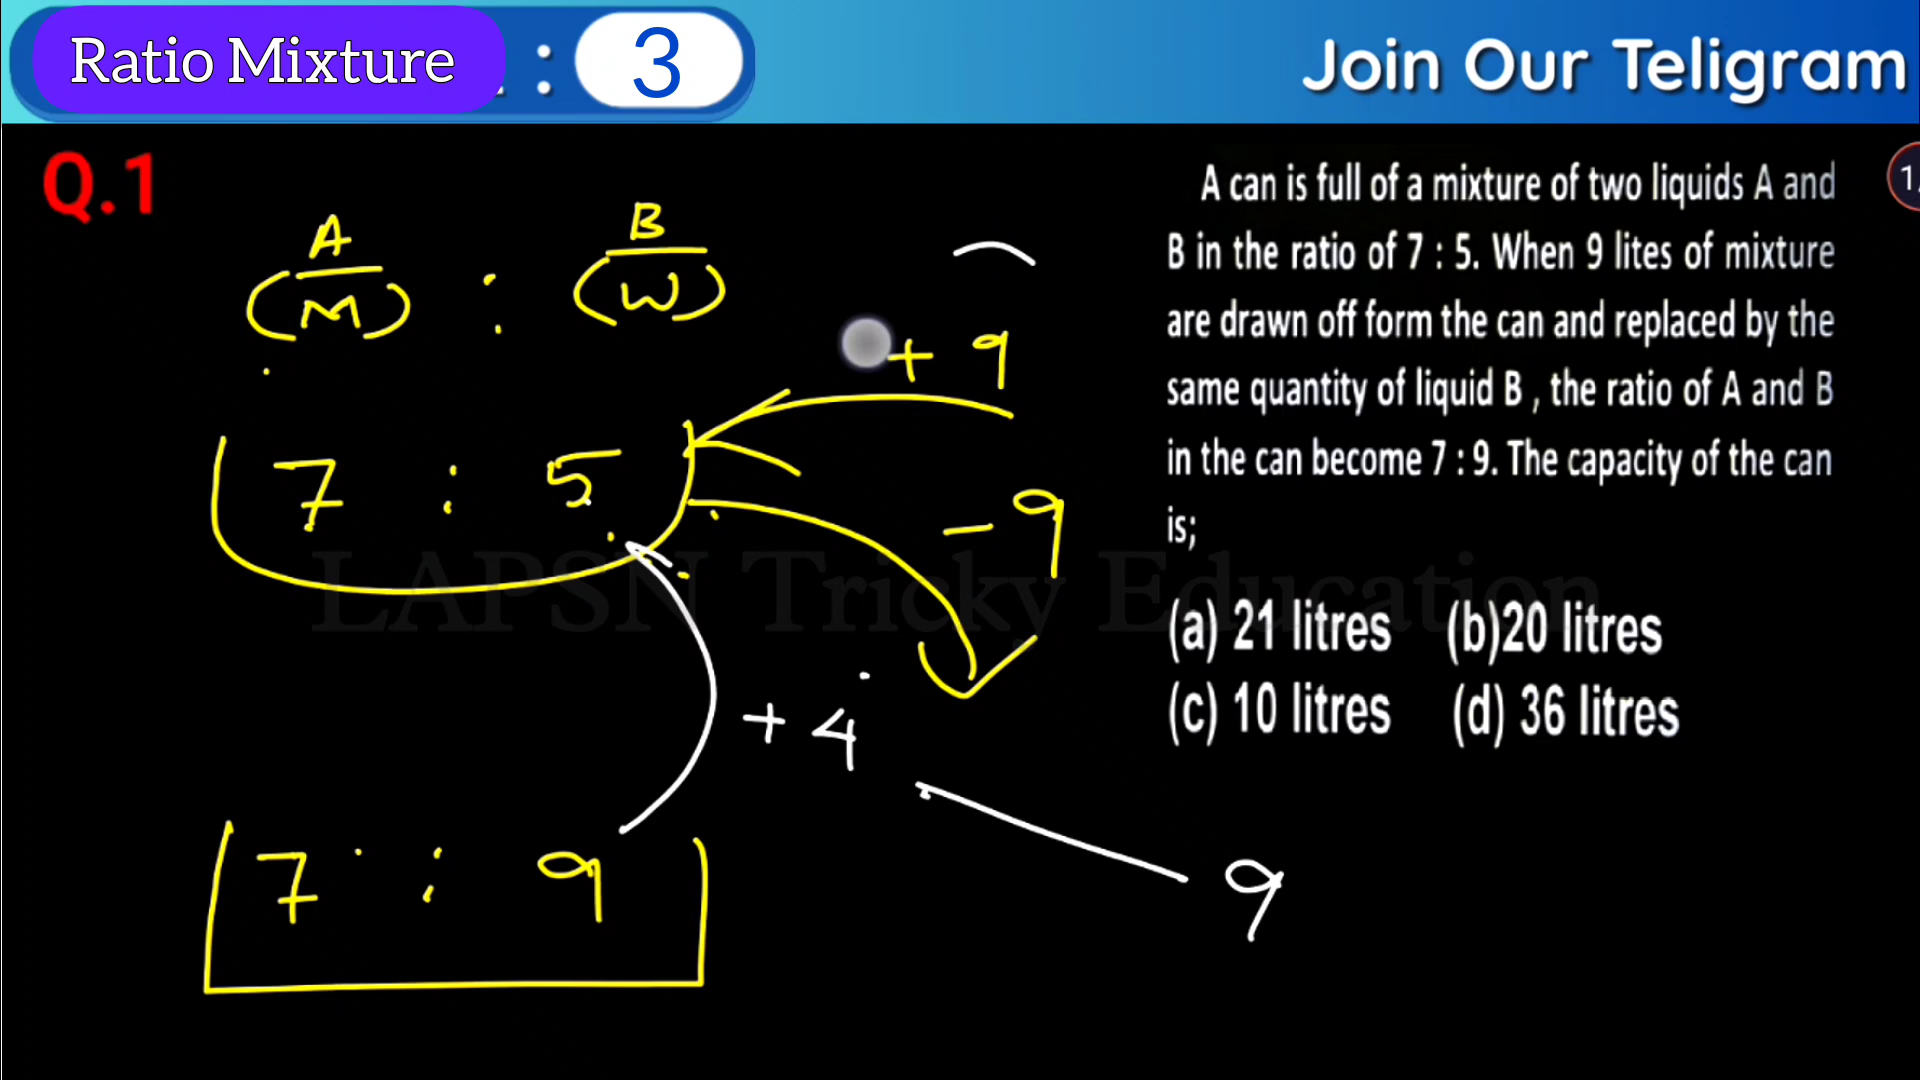 Ratio Mixture : 3
Join Our Teligram
Q.1
A can is full of a mixture of two liquids A and
B in the ratio of 7 : 5. When 9 lites of mixture
are drawn off form the can and replaced by the
same quantity of liquid B , the ratio of A and B
in the can become 7 : 9. The capacity of the can
is;
(a) 21 litres (b)20 litres
(c) 10 litres (d) 36 litres
A B
(M) : (W)
+ 9
7 : 5
- 9
+ 4
7 : 9
9
LAPSN Tricky Education